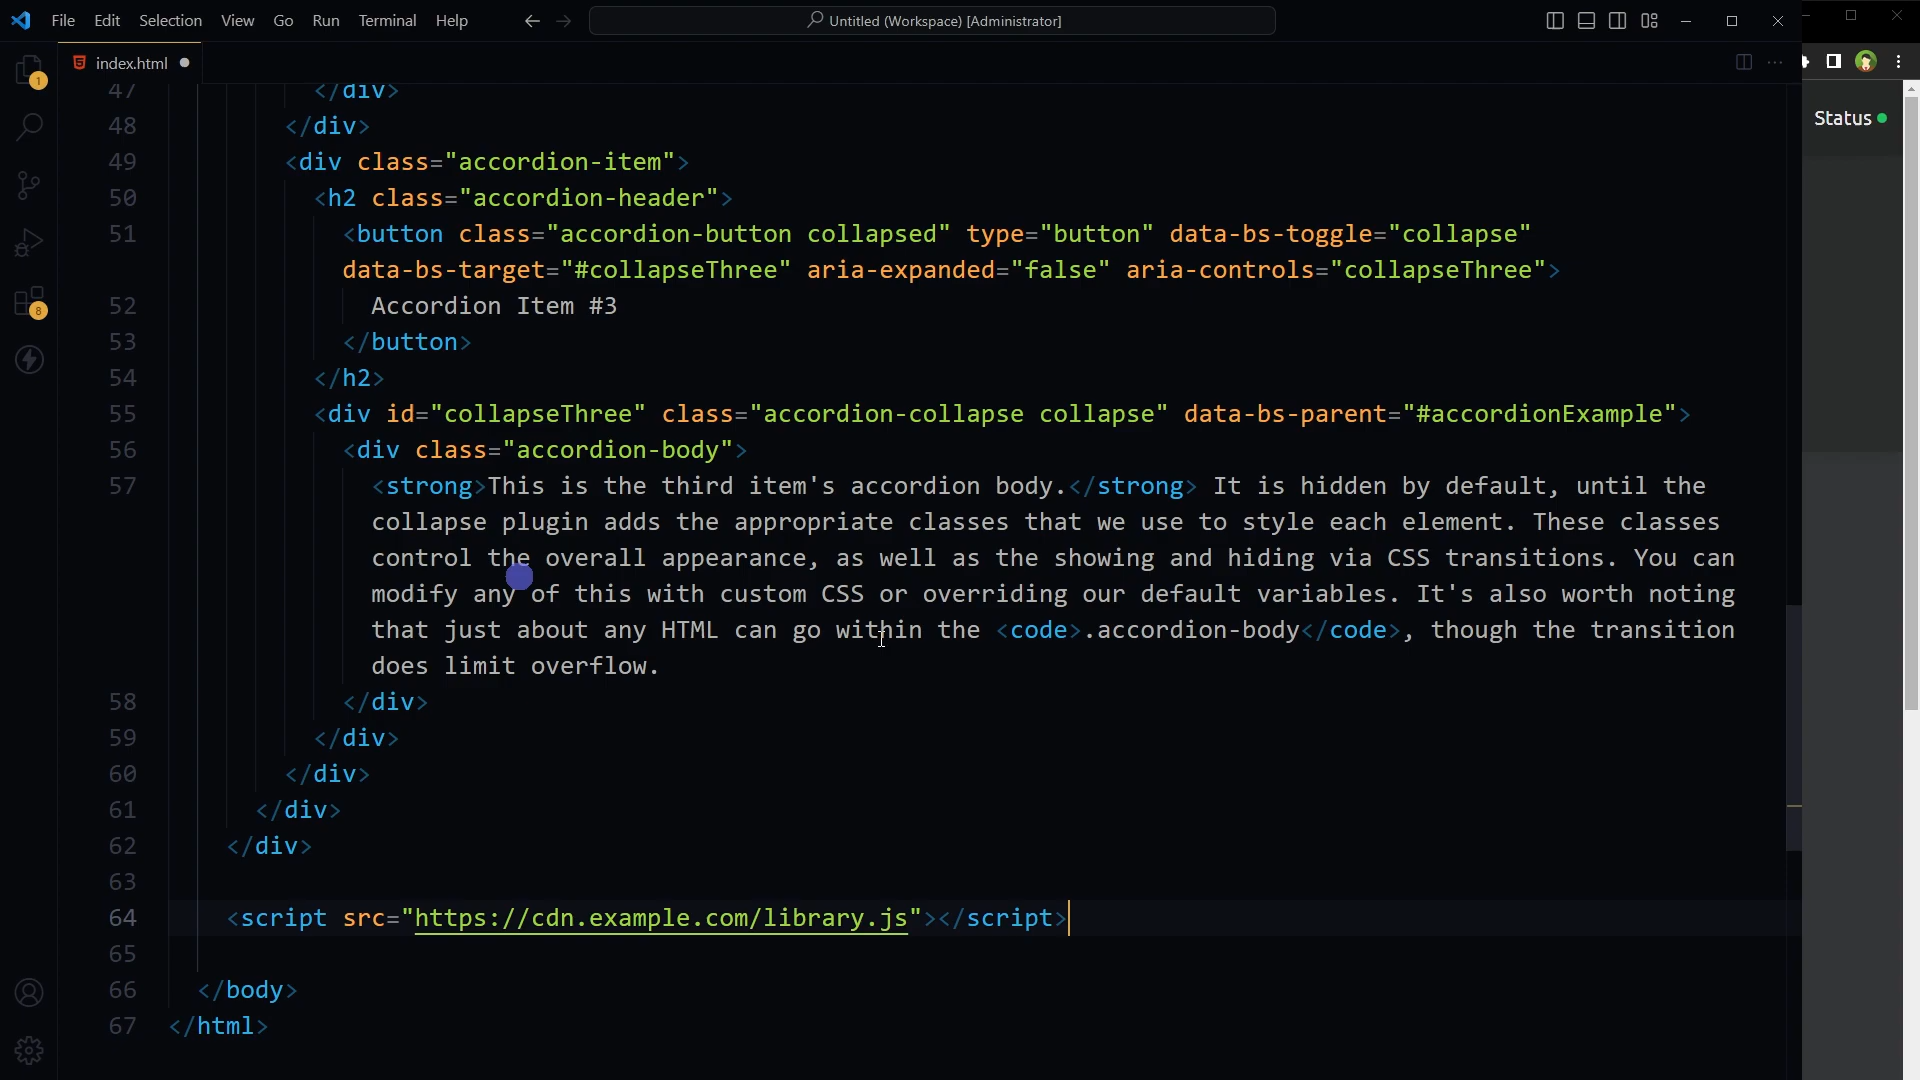 File Edit Selection View Go Run Terminal Help Untitled (Workspace) [Administrator]
index.html
1
8
Status
47 </div>
48 </div>
49 <div class="accordion-item">
50 <h2 class="accordion-header">
51 <button class="accordion-button collapsed" type="button" data-bs-toggle="collapse"
data-bs-target="#collapseThree" aria-expanded="false" aria-controls="collapseThree">
52 Accordion Item #3
53 </button>
54 </h2>
55 <div id="collapseThree" class="accordion-collapse collapse" data-bs-parent="#accordionExample">
56 <div class="accordion-body">
57 <strong>This is the third item's accordion body.</strong> It is hidden by default, until the
collapse plugin adds the appropriate classes that we use to style each element. These classes
control the overall appearance, as well as the showing and hiding via CSS transitions. You can
modify any of this with custom CSS or overriding our default variables. It's also worth noting
that just about any HTML can go within the <code>.accordion-body</code>, though the transition
does limit overflow.
58 </div>
59 </div>
60 </div>
61 </div>
62 </div>
63
64 <script src="https://cdn.example.com/library.js"></script>
65
66 </body>
67 </html>